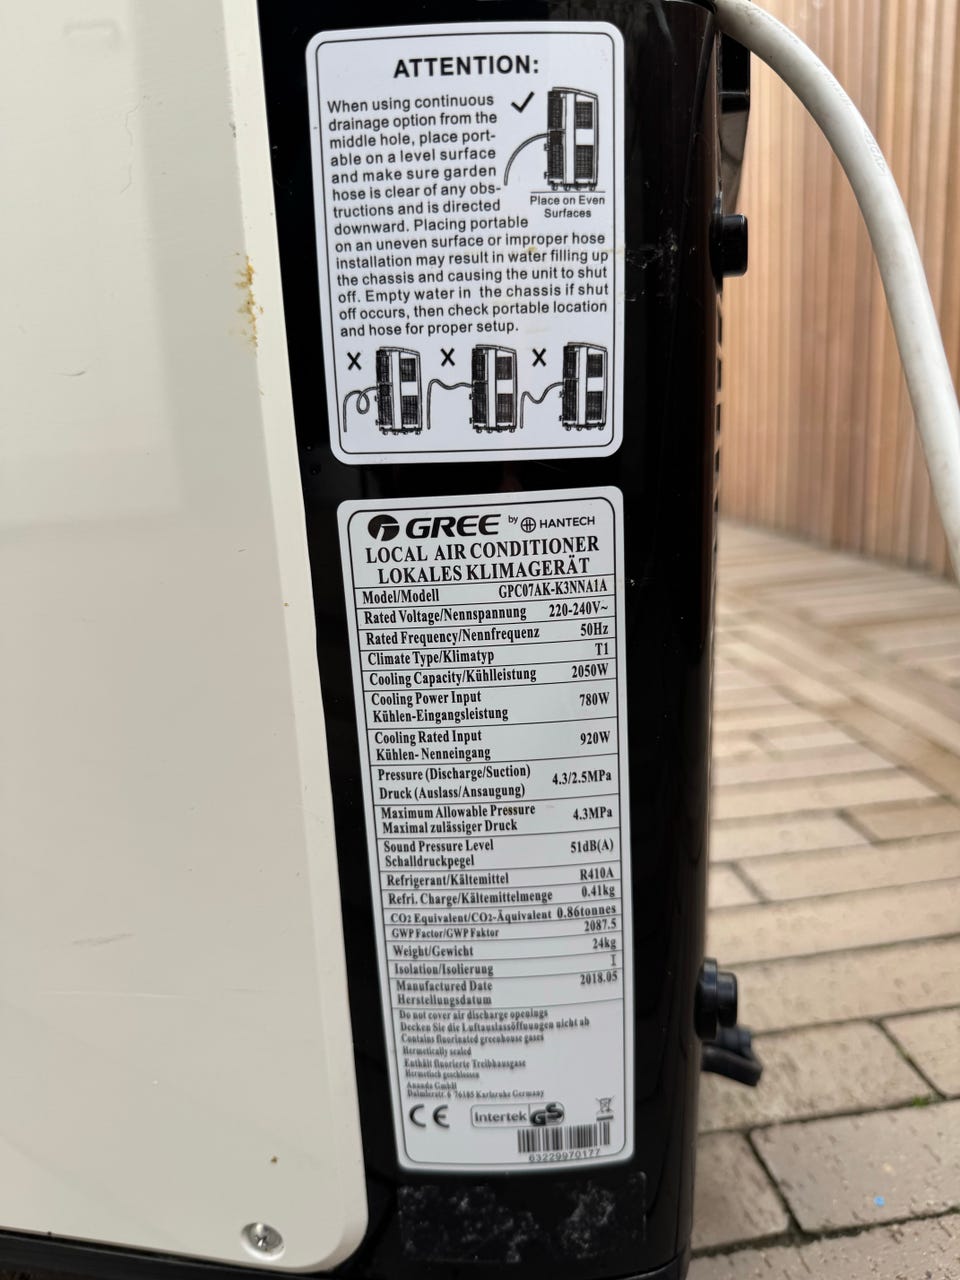 ATTENTION:
When using continuous
drainage option from the
middle hole, place port-
able on a level surface
and make sure garden
hose is clear of any obs-
tructions and is directed
downward. Placing portable
on an uneven surface or improper hose
installation may result in water filling up
the chassis and causing the unit to shut
off. Empty water in the chassis if shut
off occurs, then check portable location
and hose for proper setup.
Place on Even
Surfaces
GREE by HANTECH
LOCAL AIR CONDITIONER
LOKALES KLIMAGERÄT
Model/Modell GPC07AK-K3NNA1A
Rated Voltage/Nennspannung 220-240V~
Rated Frequency/Nennfrequenz 50Hz
Climate Type/Klimatyp T1
Cooling Capacity/Kühlleistung 2050W
Cooling Power Input
Kühlen-Eingangsleistung 780W
Cooling Rated Input
Kühlen- Nenneingang 920W
Pressure (Discharge/Suction)
Druck (Auslass/Ansaugung) 4.3/2.5MPa
Maximum Allowable Pressure
Maximal zulässiger Druck 4.3MPa
Sound Pressure Level
Schalldruckpegel 51dB(A)
Refrigerant/Kältemittel R410A
Refri. Charge/Kältemittelmenge 0.41kg
CO2 Equivalent/CO2-Äquivalent 0.86tonnes
GWP Factor/GWP Faktor 2087.5
Weight/Gewicht 24kg
Isolation/Isolierung I
Manufactured Date
Herstellungsdatum 2018.05
Do not cover air discharge openings
Decken Sie die Luftauslassöffnungen nicht ab
Contains fluorinated greenhouse gases
Hermetically sealed
Enthält fluorierte Treibhausgase
Hermetisch geschlossen
Ananda GmbH
Daimlerstr. 6 76185 Karlsruhe Germany
CE Intertek GS
63229970177